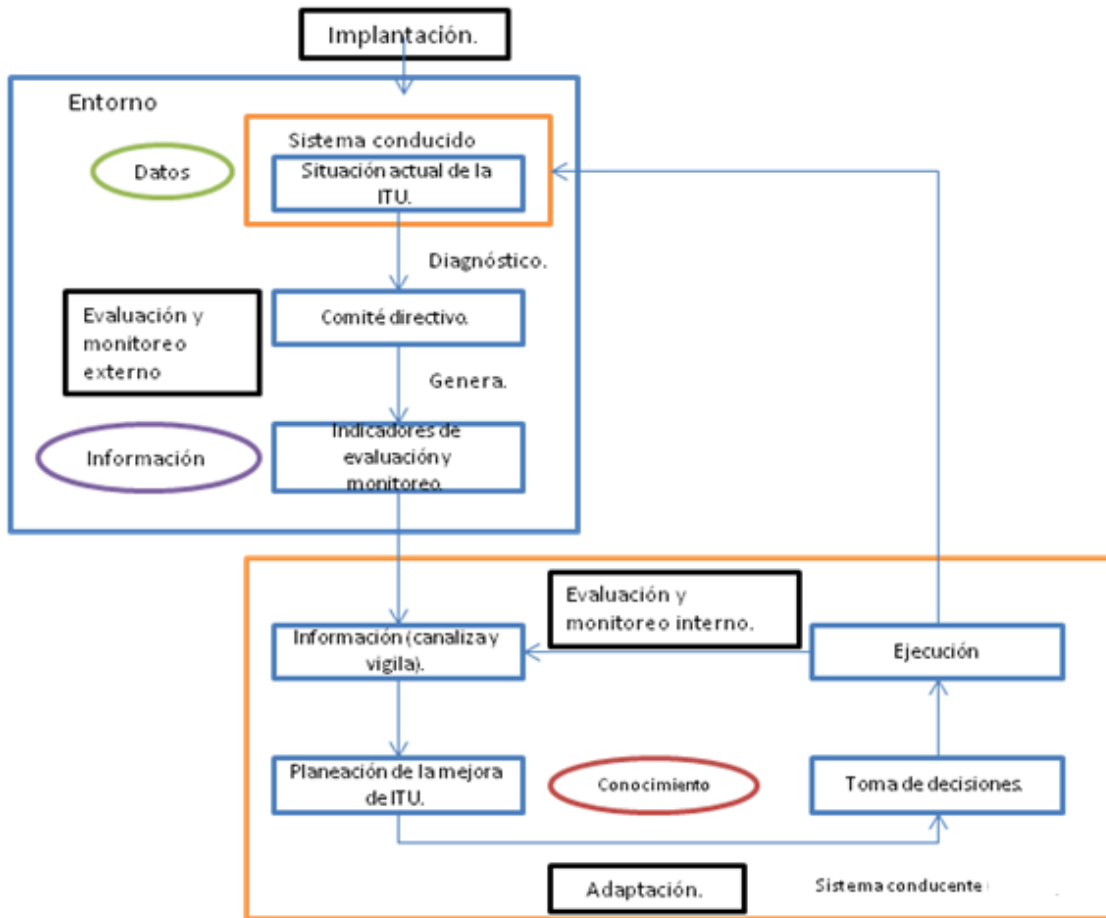 Implantación.
Entorno
Sistema conducido
Datos
Situación actual de la
ITU.
Diagnóstico.
Evaluación y
monitoreo
externo
Comité directivo.
Genera.
Información
Indicadores de
evaluación y
monitoreo.
Evaluación y
monitoreo interno.
Información (canaliza y
vigila).
Ejecución
Planeación de la mejora
de ITU.
Conocimiento
Toma de decisiones.
Adaptación.
Sistema conducente